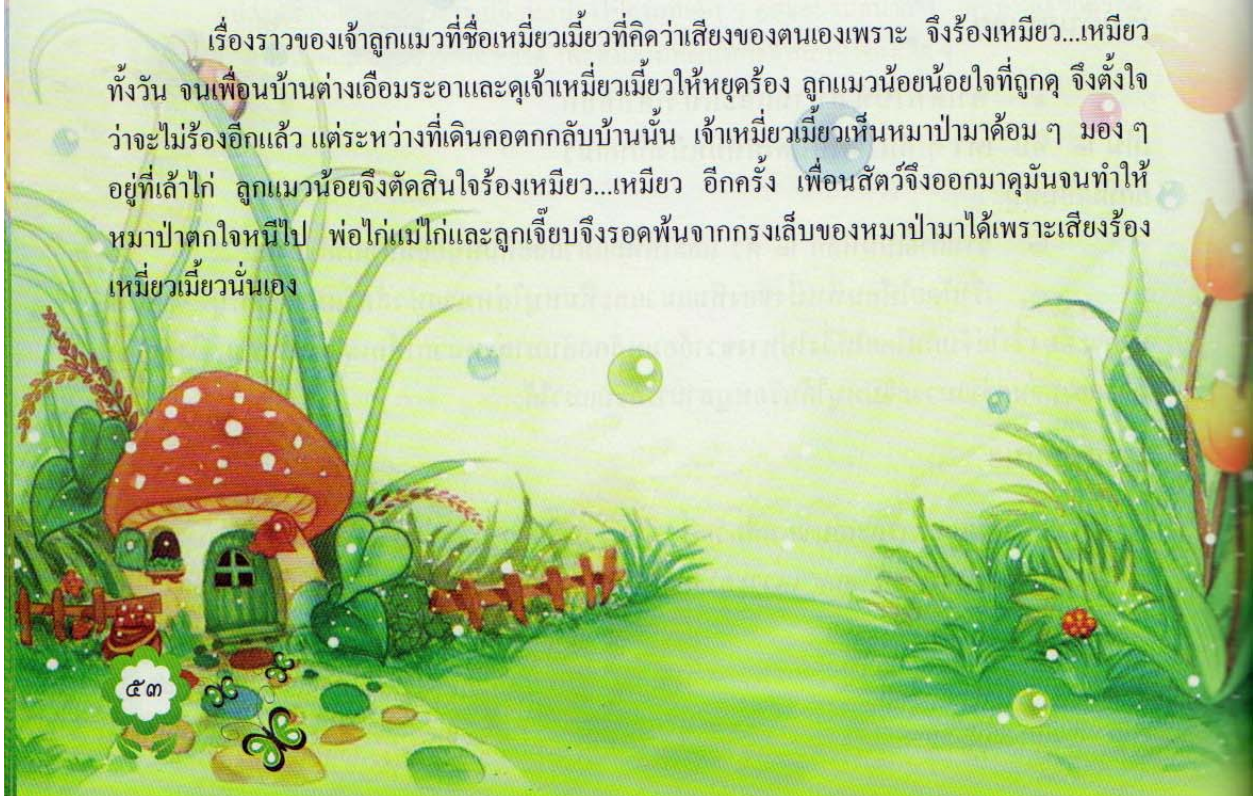 เรื่องราวของเจ้าลูกแมวที่ชื่อเหมี่ยวเมี้ยวที่คิดว่าเสียงของตนเองเพราะ จึงร้องเหมียว...เหมียว
ทั้งวัน จนเพื่อนบ้านต่างเอือมระอาและดุเจ้าเหมี่ยวเมี้ยวให้หยุดร้อง ลูกแมวน้อยน้อยใจที่ถูกดุ จึงตั้งใจ
ว่าจะไม่ร้องอีกแล้ว แต่ระหว่างที่เดินคอตกกลับบ้านนั้น เจ้าเหมี่ยวเมี้ยวเห็นหมาป่ามาด้อม ๆ มอง ๆ
อยู่ที่เล้าไก่ ลูกแมวน้อยจึงตัดสินใจร้องเหมียว...เหมียว อีกครั้ง เพื่อนสัตว์จึงออกมาดุมันจนทำให้
หมาป่าตกใจหนีไป พ่อไก่แม่ไก่และลูกเจี๊ยบจึงรอดพ้นจากกรงเล็บของหมาป่ามาได้เพราะเสียงร้อง
เหมี่ยวเมี้ยวนั่นเอง
๕๓